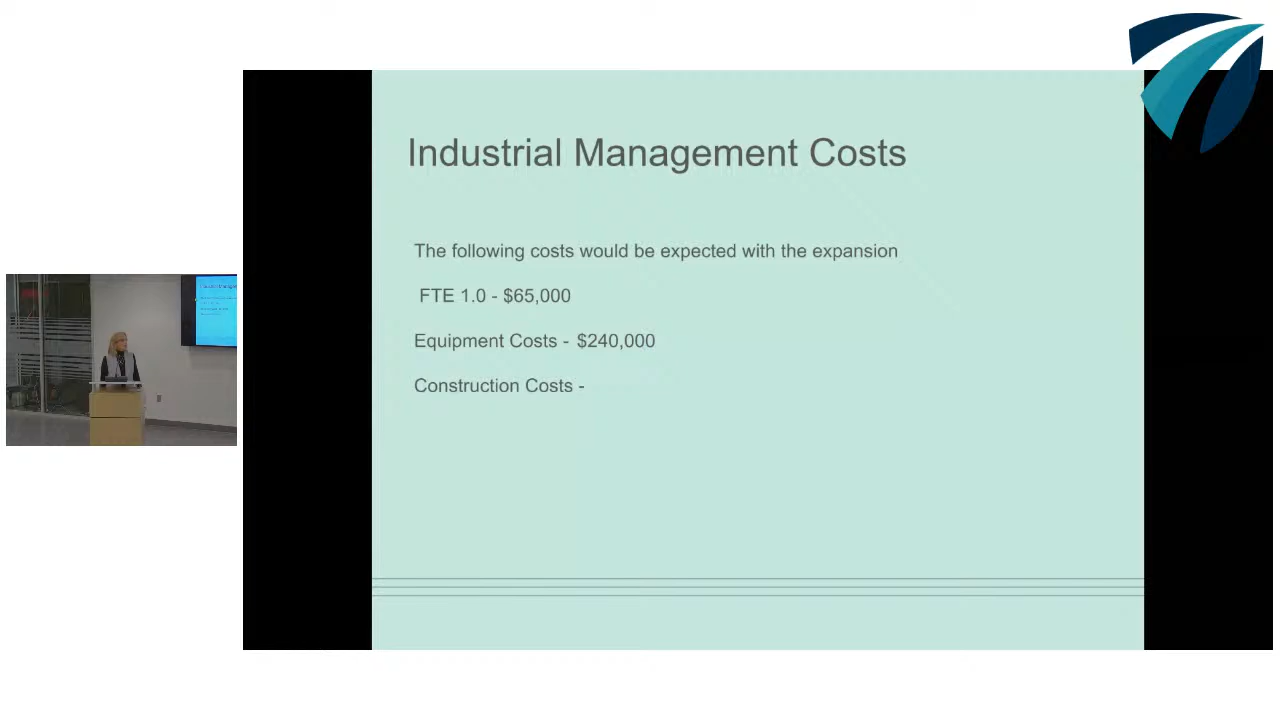 Industrial Management Costs
The following costs would be expected with the expansion
FTE 1.0 - $65,000
Equipment Costs - $240,000
Construction Costs -